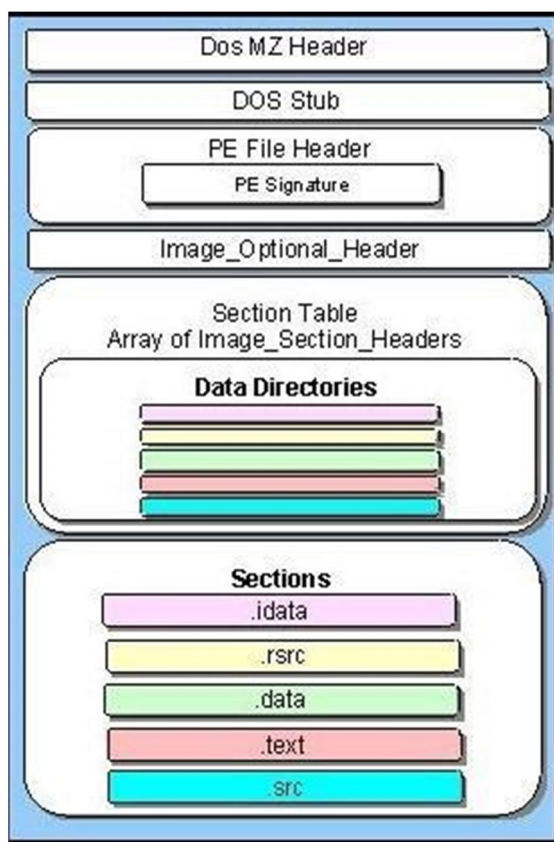 Dos MZ Header
DOS Stub
PE File Header
PE Signature
Image_Optional_Header
Section Table
Array of Image_Section_Headers
Data Directories
Sections
.idata
.rsrc
.data
.text
.src